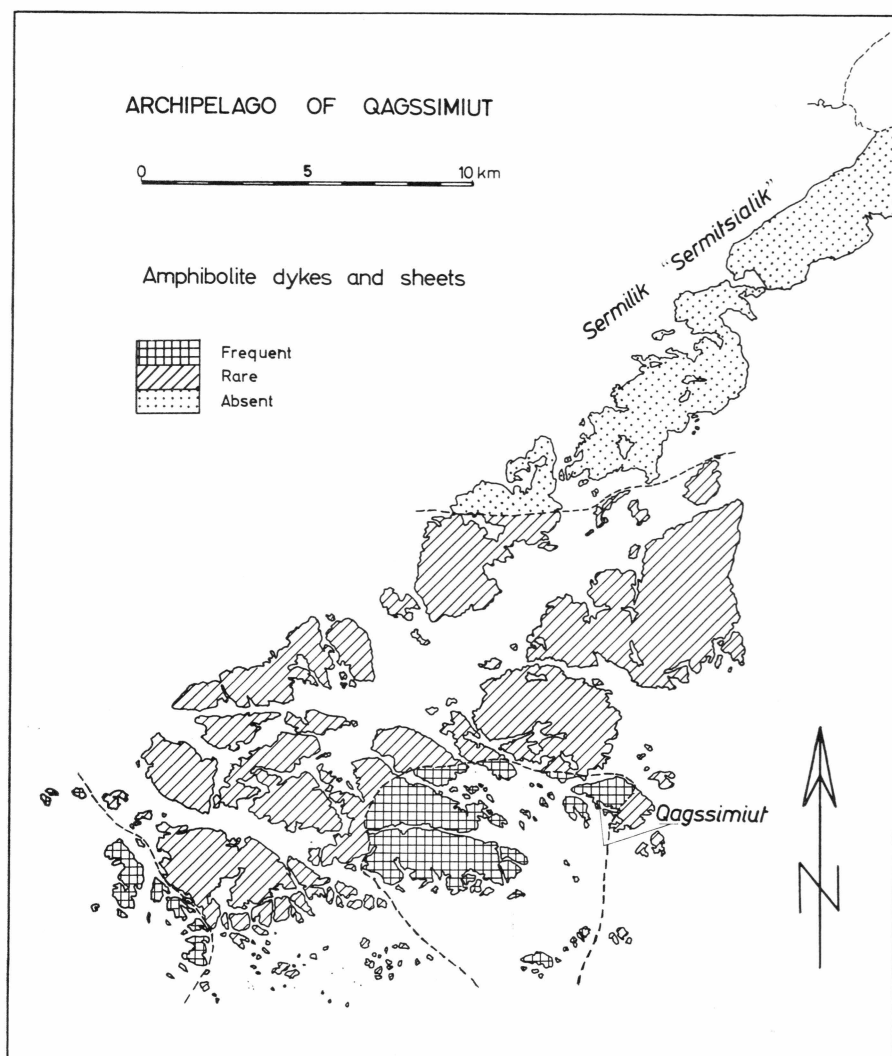 ARCHIPELAGO OF QAGSSIMIUT
0 5 10 km
Amphibolite dykes and sheets
Frequent
Rare
Absent
Sermilik "Sermitsialik"
Qagssimiut
N